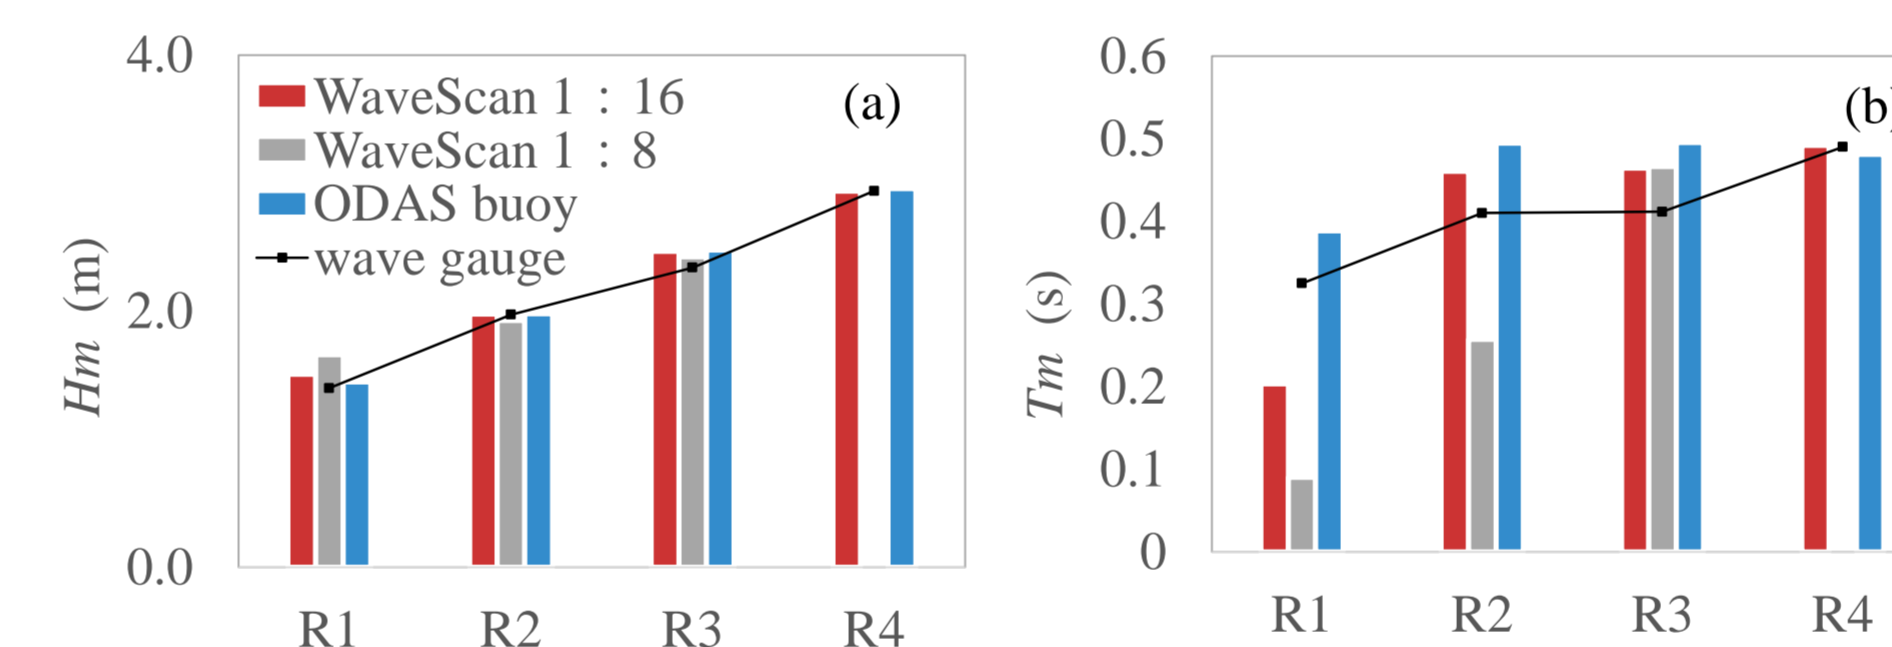 4.0
2.0
0.0
Hm (m)
WaveScan 1 : 16
WaveScan 1 : 8
ODAS buoy
wave gauge
(a)
R1 R2 R3 R4
0.6
0.5
0.4
0.3
0.2
0.1
0
Tm (s)
(b)
R1 R2 R3 R4